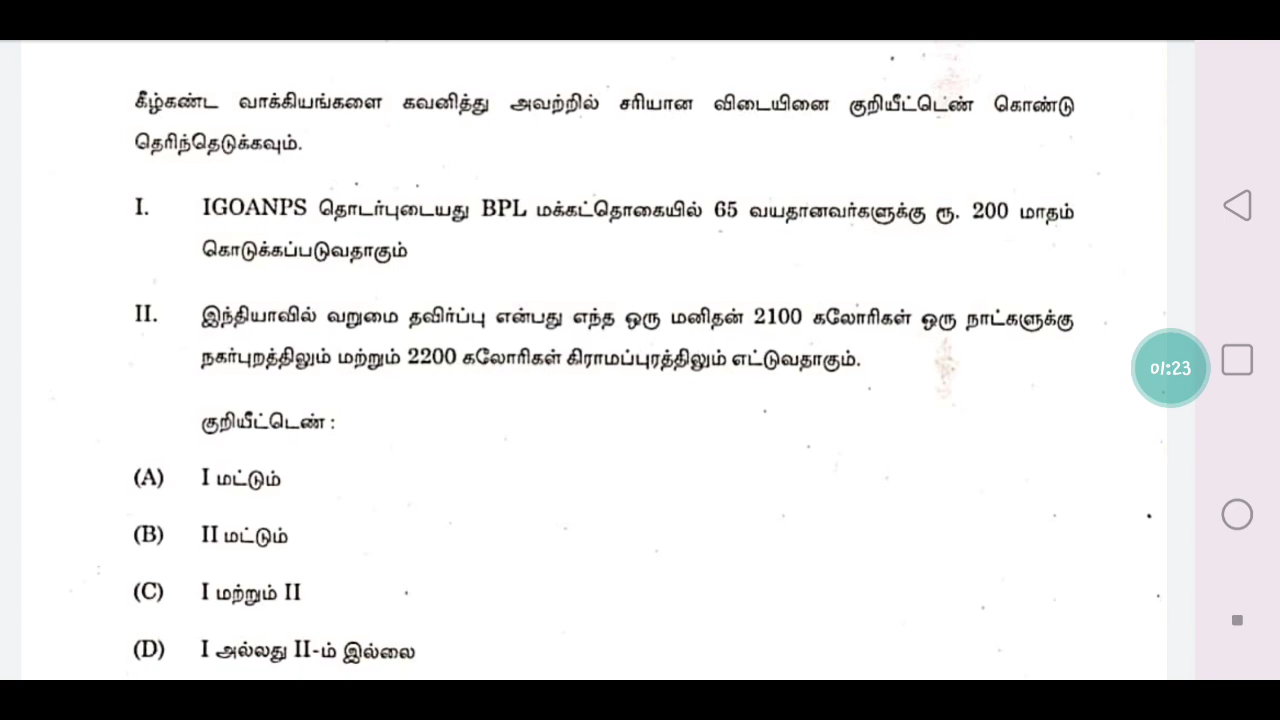 கீழ்கண்ட வாக்கியங்களை கவனித்து அவற்றில் சரியான விடையினை குறியீட்டெண் கொண்டு
தெரிந்தெடுக்கவும்.
I. IGOANPS தொடர்புடையது BPL மக்கட்தொகையில் 65 வயதானவர்களுக்கு ரூ. 200 மாதம்
கொடுக்கப்படுவதாகும்
II. இந்தியாவில் வறுமை தவிர்ப்பு என்பது எந்த ஒரு மனிதன் 2100 கலோரிகள் ஒரு நாட்களுக்கு
நகர்புறத்திலும் மற்றும் 2200 கலோரிகள் கிராமப்புரத்திலும் எட்டுவதாகும்.
01:23
குறியீட்டெண் :
(A) I மட்டும்
(B) II மட்டும்
(C) I மற்றும் II
(D) I அல்லது II-ம் இல்லை